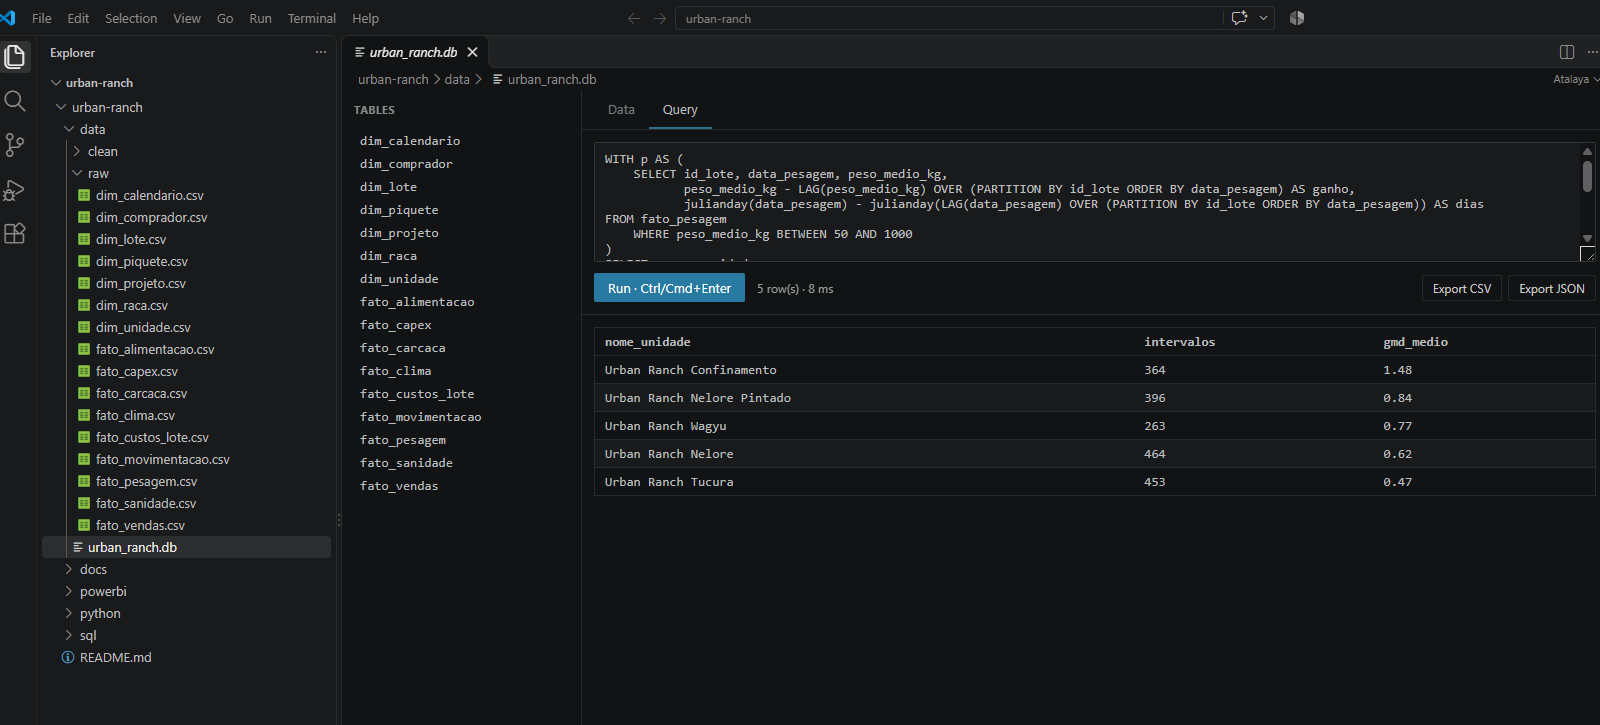 File Edit Selection View Go Run Terminal Help
urban-ranch
Explorer
urban-ranch
urban-ranch
data
clean
raw
dim_calendario.csv
dim_comprador.csv
dim_lote.csv
dim_piquete.csv
dim_projeto.csv
dim_raca.csv
dim_unidade.csv
fato_alimentacao.csv
fato_capex.csv
fato_carcaca.csv
fato_clima.csv
fato_custos_lote.csv
fato_movimentacao.csv
fato_pesagem.csv
fato_sanidade.csv
fato_vendas.csv
urban_ranch.db
docs
powerbi
python
sql
README.md
urban_ranch.db
urban-ranch > data > urban_ranch.db
Atalaya
TABLES
dim_calendario
dim_comprador
dim_lote
dim_piquete
dim_projeto
dim_raca
dim_unidade
fato_alimentacao
fato_capex
fato_carcaca
fato_clima
fato_custos_lote
fato_movimentacao
fato_pesagem
fato_sanidade
fato_vendas
Data Query
WITH p AS (
SELECT id_lote, data_pesagem, peso_medio_kg,
peso_medio_kg - LAG(peso_medio_kg) OVER (PARTITION BY id_lote ORDER BY data_pesagem) AS ganho,
julianday(data_pesagem) - julianday(LAG(data_pesagem) OVER (PARTITION BY id_lote ORDER BY data_pesagem)) AS dias
FROM fato_pesagem
WHERE peso_medio_kg BETWEEN 50 AND 1000
)
Run · Ctrl/Cmd+Enter 5 row(s) · 8 ms Export CSV Export JSON
nome_unidade intervalos gmd_medio
Urban Ranch Confinamento 364 1.48
Urban Ranch Nelore Pintado 396 0.84
Urban Ranch Wagyu 263 0.77
Urban Ranch Nelore 464 0.62
Urban Ranch Tucura 453 0.47